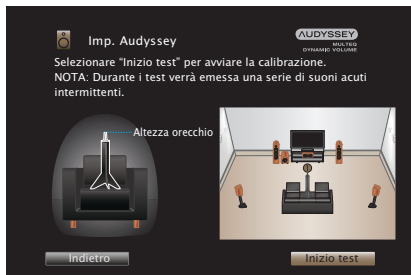 Imp. Audyssey
AUDYSSEY
MULTEQ
DYNAMIC VOLUME
Selezionare “Inizio test” per avviare la calibrazione.
NOTA: Durante i test verrà emessa una serie di suoni acuti
intermittenti.
Altezza orecchio
Indietro
Inizio test